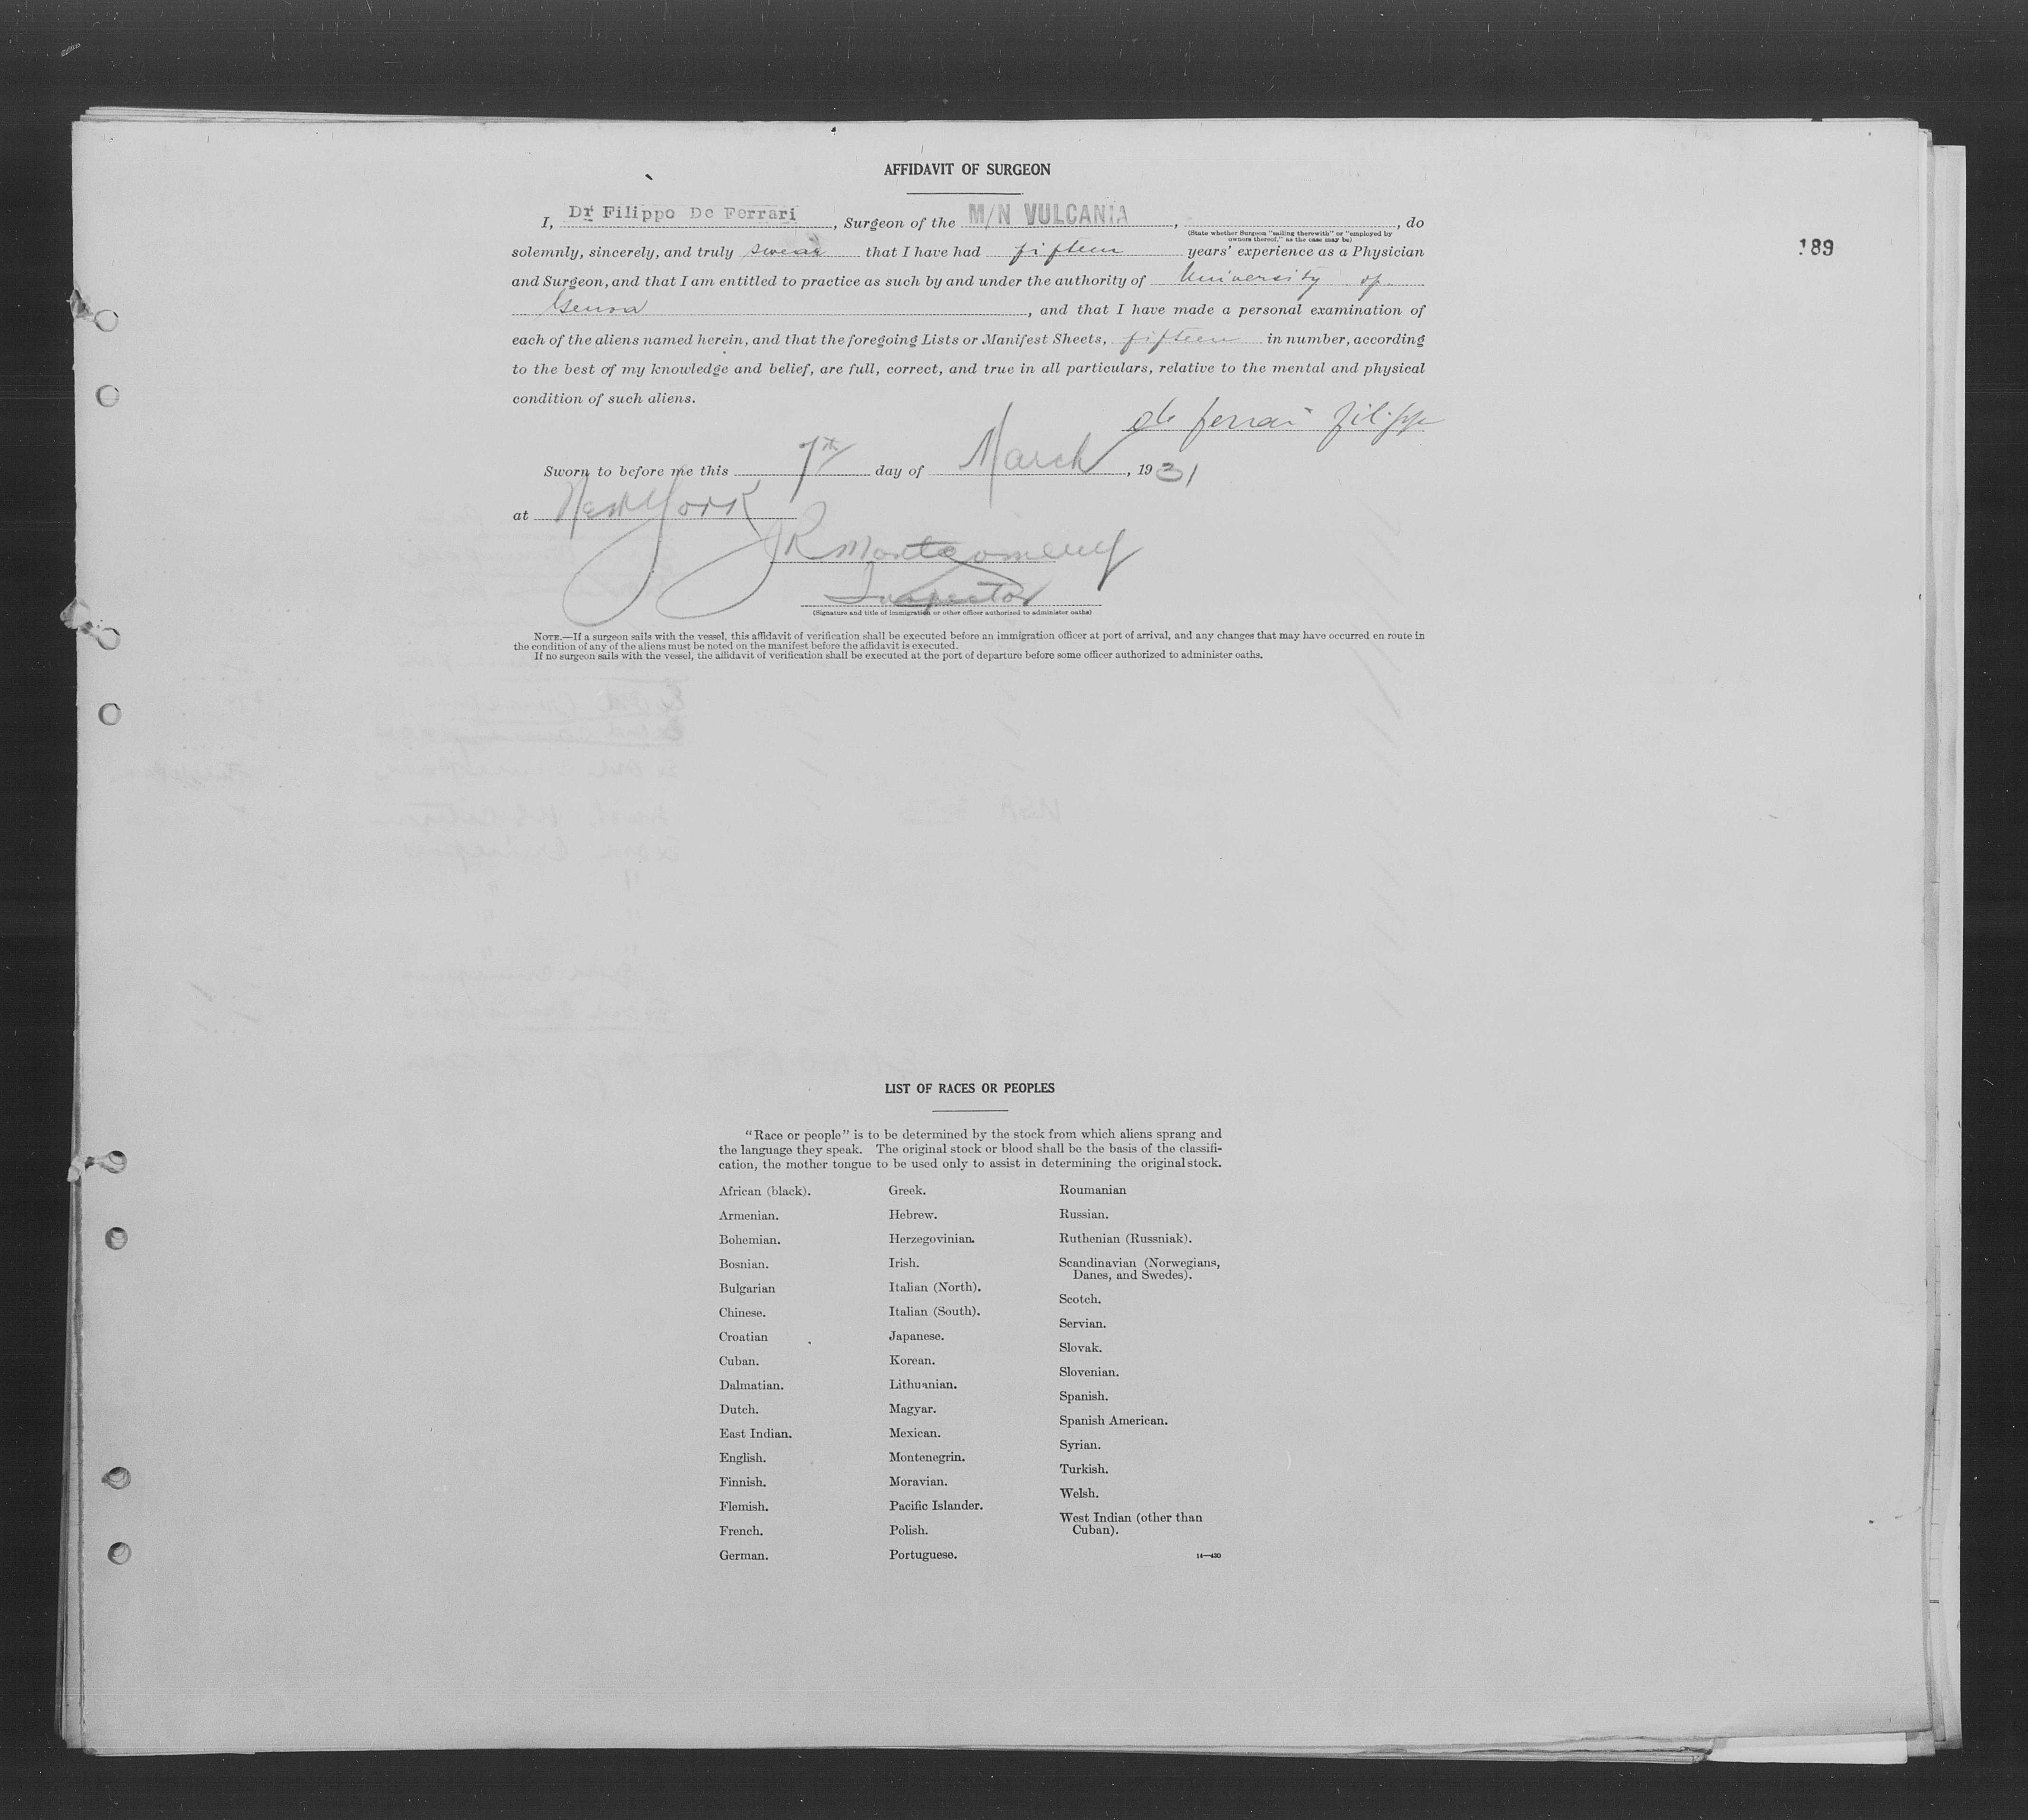 AFFIDAVIT OF SURGEON
I, Dr Filippo De Ferrari, Surgeon of the M/N VULCANIA, , do
(State whether Surgeon "sailing therewith" or "employed by
owners thereof," as the case may be)
189
solemnly, sincerely, and truly swear that I have had fifteen years' experience as a Physician
and Surgeon, and that I am entitled to practice as such by and under the authority of University of
Genoa, and that I have made a personal examination of
each of the aliens named herein, and that the foregoing Lists or Manifest Sheets, fifteen in number, according
to the best of my knowledge and belief, are full, correct, and true in all particulars, relative to the mental and physical
condition of such aliens.
de Ferrari Filippo
Sworn to before me this 7th day of March, 1931
at New York
JR Montgomery
Inspector
(Signature and title of immigration or other officer authorized to administer oaths)
NOTE.—If a surgeon sails with the vessel, this affidavit of verification shall be executed before an immigration officer at port of arrival, and any changes that may have occurred en route in
the condition of any of the aliens must be noted on the manifest before the affidavit is executed.
If no surgeon sails with the vessel, the affidavit of verification shall be executed at the port of departure before some officer authorized to administer oaths.
LIST OF RACES OR PEOPLES
"Race or people" is to be determined by the stock from which aliens sprang and
the language they speak. The original stock or blood shall be the basis of the classifi-
cation, the mother tongue to be used only to assist in determining the original stock.
African (black).
Armenian.
Bohemian.
Bosnian.
Bulgarian
Chinese.
Croatian
Cuban.
Dalmatian.
Dutch.
East Indian.
English.
Finnish.
Flemish.
French.
German.
Greek.
Hebrew.
Herzegovinian.
Irish.
Italian (North).
Italian (South).
Japanese.
Korean.
Lithuanian.
Magyar.
Mexican.
Montenegrin.
Moravian.
Pacific Islander.
Polish.
Portuguese.
Roumanian
Russian.
Ruthenian (Russniak).
Scandinavian (Norwegians,
Danes, and Swedes).
Scotch.
Servian.
Slovak.
Slovenian.
Spanish.
Spanish American.
Syrian.
Turkish.
Welsh.
West Indian (other than
Cuban).
14—430